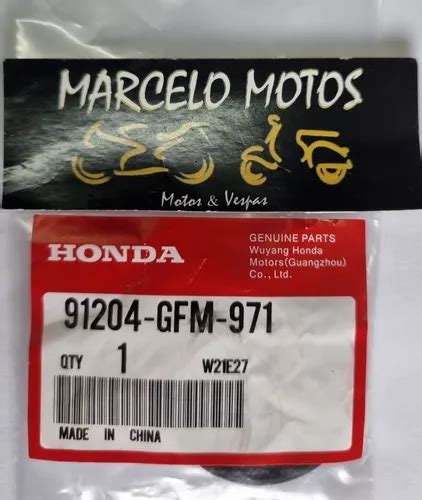 MARCELO MOTOS
Motos & Vespas
HONDA
GENUINE PARTS
Wuyang Honda
Motors(Guangzhou)
Co., Ltd.
91204-GFM-971
QTY 1 W21E27
MADE IN CHINA